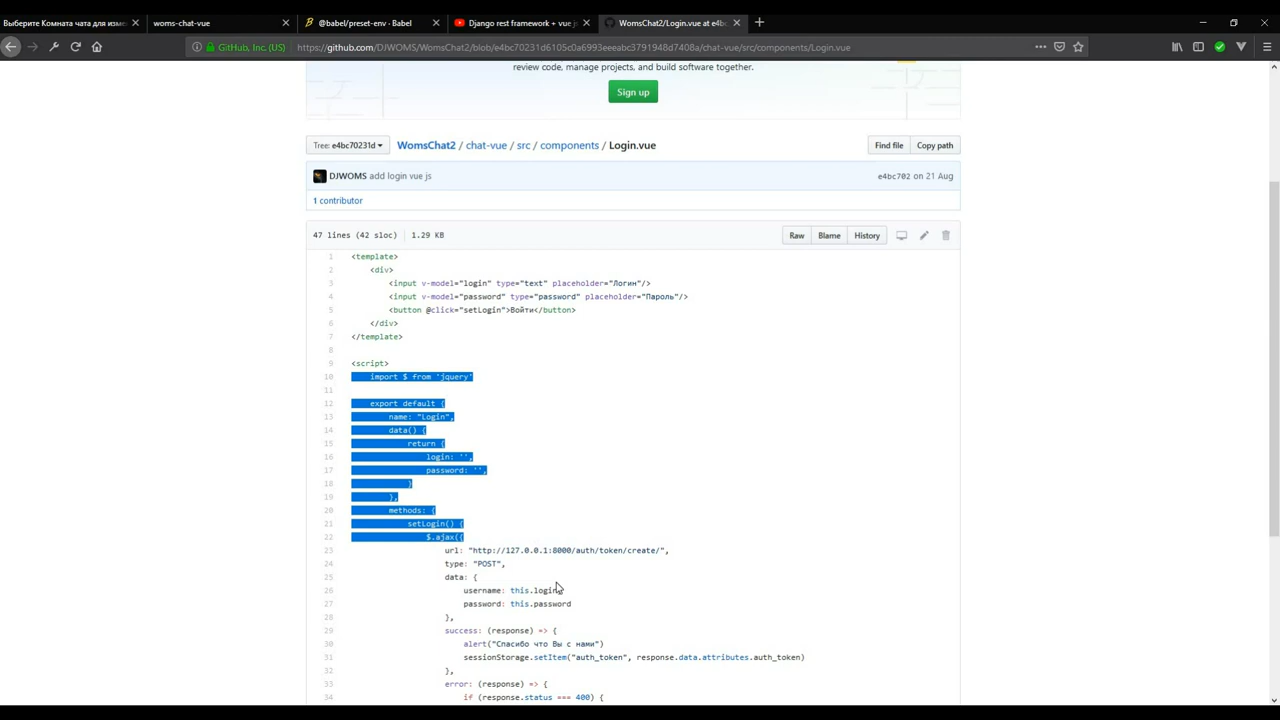 Выберите Комната чата для изме
woms-chat-vue
@babel/preset-env · Babel
Django rest framework + vue js
WomsChat2/Login.vue at e4bc
GitHub, Inc. (US)
https://github.com/DJWOMS/WomsChat2/blob/e4bc70231d6105c0a6993eeeabc3791948d7408a/chat-vue/src/components/Login.vue
review code, manage projects, and build software together.
Sign up
Tree: e4bc70231d
WomsChat2 / chat-vue / src / components / Login.vue
Find file
Copy path
DJWOMS add login vue js
e4bc702 on 21 Aug
1 contributor
47 lines (42 sloc) 1.29 KB
Raw
Blame
History
1 <template>
2 <div>
3 <input v-model="login" type="text" placeholder="Логин"/>
4 <input v-model="password" type="password" placeholder="Пароль"/>
5 <button @click="setLogin">Войти</button>
6 </div>
7 </template>
8
9 <script>
10 import $ from 'jquery'
11
12 export default {
13 name: "Login",
14 data() {
15 return {
16 login: '',
17 password: '',
18 }
19 },
20 methods: {
21 setLogin() {
22 $.ajax({
23 url: "http://127.0.0.1:8000/auth/token/create/",
24 type: "POST",
25 data: {
26 username: this.login
27 password: this.password
28 },
29 success: (response) => {
30 alert("Спасибо что Вы с нами")
31 sessionStorage.setItem("auth_token", response.data.attributes.auth_token)
32 },
33 error: (response) => {
34 if (response.status === 400) {